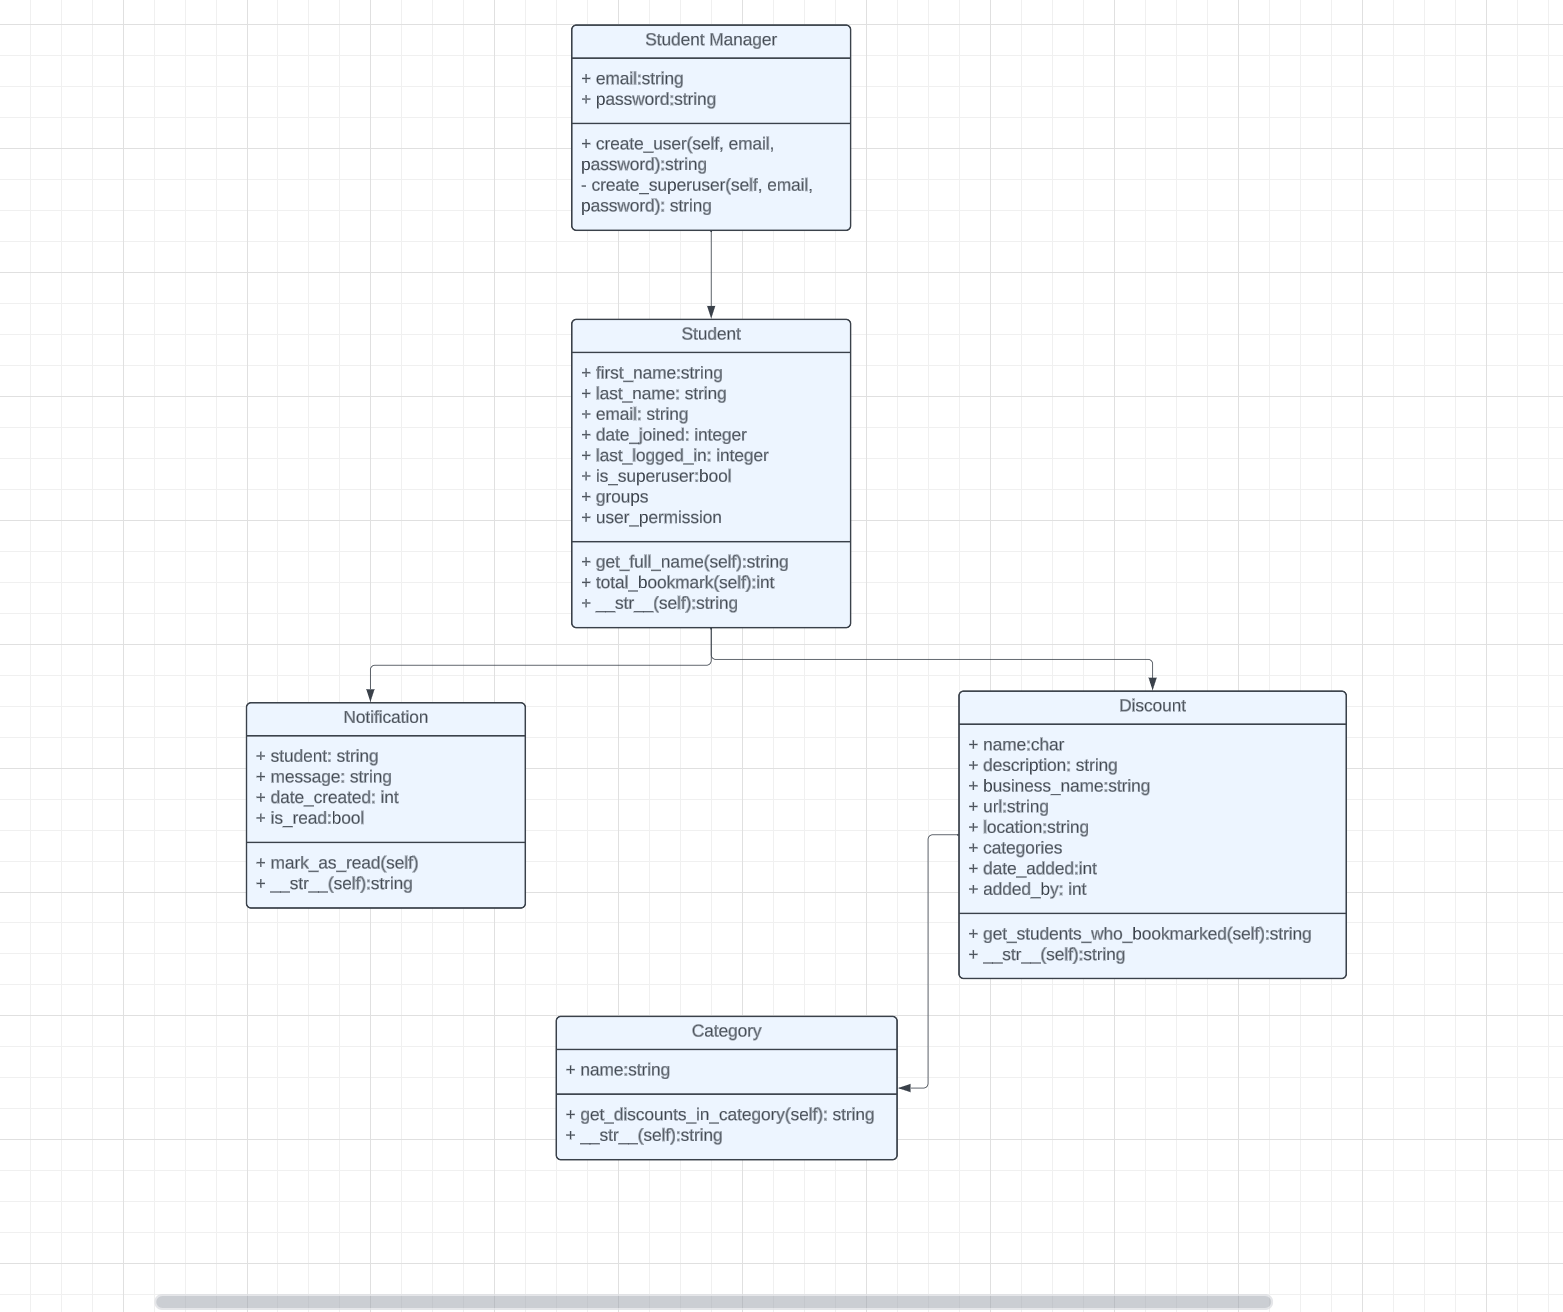 Student Manager
+ email:string
+ password:string
+ create_user(self, email,
password):string
- create_superuser(self, email,
password): string
Student
+ first_name:string
+ last_name: string
+ email: string
+ date_joined: integer
+ last_logged_in: integer
+ is_superuser:bool
+ groups
+ user_permission
+ get_full_name(self):string
+ total_bookmark(self):int
+ __str__(self):string
Notification
+ student: string
+ message: string
+ date_created: int
+ is_read:bool
+ mark_as_read(self)
+ __str__(self):string
Discount
+ name:char
+ description: string
+ business_name:string
+ url:string
+ location:string
+ categories
+ date_added:int
+ added_by: int
+ get_students_who_bookmarked(self):string
+ __str__(self):string
Category
+ name:string
+ get_discounts_in_category(self): string
+ __str__(self):string